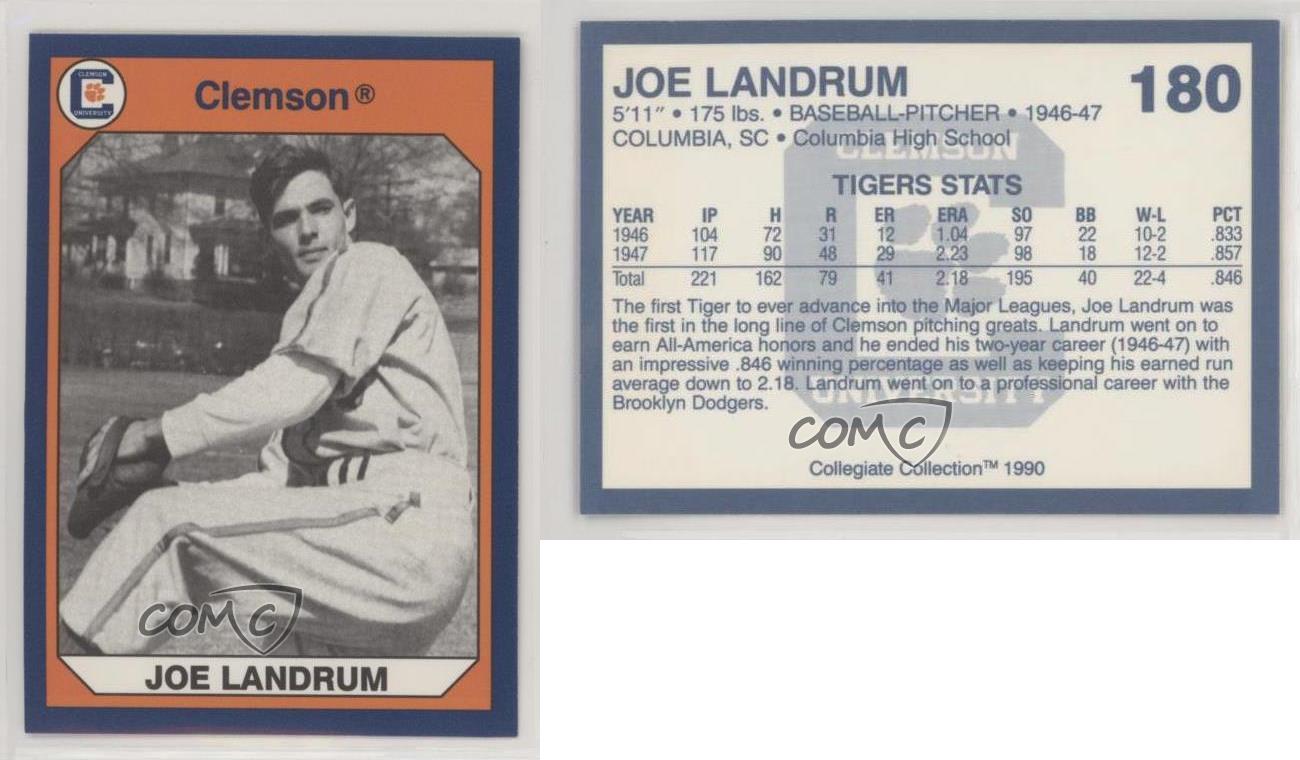 CLEMSON
UNIVERSITY
Clemson®
COMC
JOE LANDRUM
JOE LANDRUM
180
5'11" • 175 lbs. • BASEBALL-PITCHER • 1946-47
COLUMBIA, SC • Columbia High School
CLEMSON
TIGERS STATS
YEAR IP H R ER ERA SO BB W-L PCT
1946 104 72 31 12 1.04 97 22 10-2 .833
1947 117 90 48 29 2.23 98 18 12-2 .857
Total 221 162 79 41 2.18 195 40 22-4 .846
The first Tiger to ever advance into the Major Leagues, Joe Landrum was
the first in the long line of Clemson pitching greats. Landrum went on to
earn All-America honors and he ended his two-year career (1946-47) with
an impressive .846 winning percentage as well as keeping his earned run
average down to 2.18. Landrum went on to a professional career with the
UNIVERSITY
Brooklyn Dodgers.
COMC
Collegiate Collection™ 1990